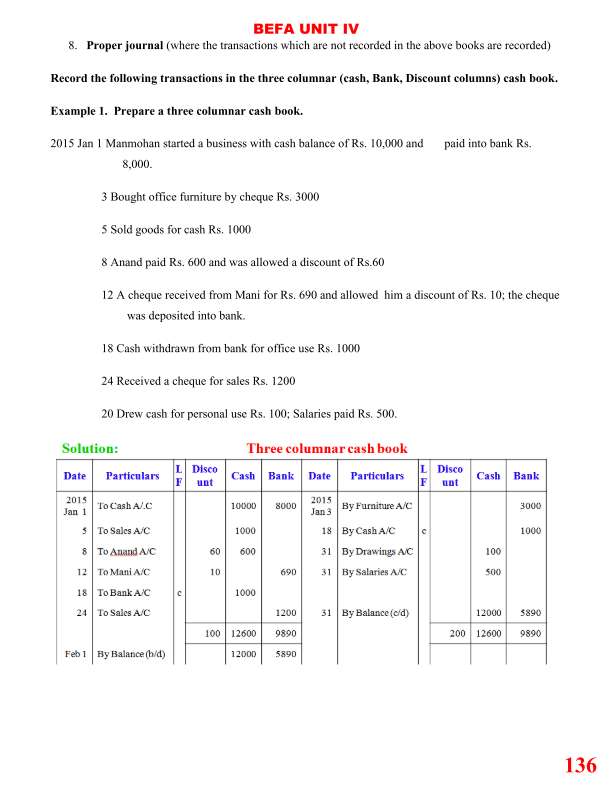 BEFA UNIT IV
8. Proper journal (where the transactions which are not recorded in the above books are recorded)
Record the following transactions in the three columnar (cash, Bank, Discount columns) cash book.
Example 1. Prepare a three columnar cash book.
2015 Jan 1 Manmohan started a business with cash balance of Rs. 10,000 and paid into bank Rs.
8,000.
3 Bought office furniture by cheque Rs. 3000
5 Sold goods for cash Rs. 1000
8 Anand paid Rs. 600 and was allowed a discount of Rs.60
12 A cheque received from Mani for Rs. 690 and allowed him a discount of Rs. 10; the cheque
was deposited into bank.
18 Cash withdrawn from bank for office use Rs. 1000
24 Received a cheque for sales Rs. 1200
20 Drew cash for personal use Rs. 100; Salaries paid Rs. 500.
Solution: Three columnar cash book
Date Particulars L F Disco unt Cash Bank Date Particulars L F Disco unt Cash Bank
2015 Jan 1 To Cash A/.C 10000 8000 2015 Jan 3 By Furniture A/C 3000
5 To Sales A/C 1000 18 By Cash A/C c 1000
8 To Anand A/C 60 600 31 By Drawings A/C 100
12 To Mani A/C 10 690 31 By Salaries A/C 500
18 To Bank A/C c 1000
24 To Sales A/C 1200 31 By Balance (c/d) 12000 5890
100 12600 9890 200 12600 9890
Feb 1 By Balance (b/d) 12000 5890
136